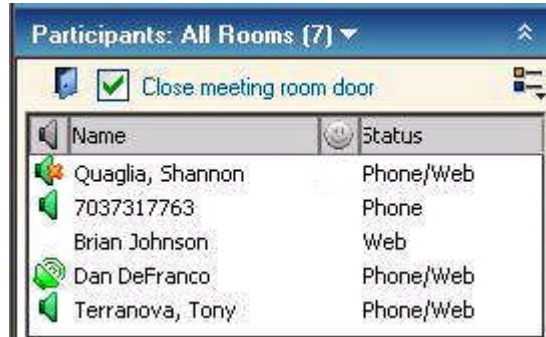 Participants: All Rooms (7)
Close meeting room door
Name Status
Quaglia, Shannon Phone/Web
7037317763 Phone
Brian Johnson Web
Dan DeFranco Phone/Web
Terranova, Tony Phone/Web